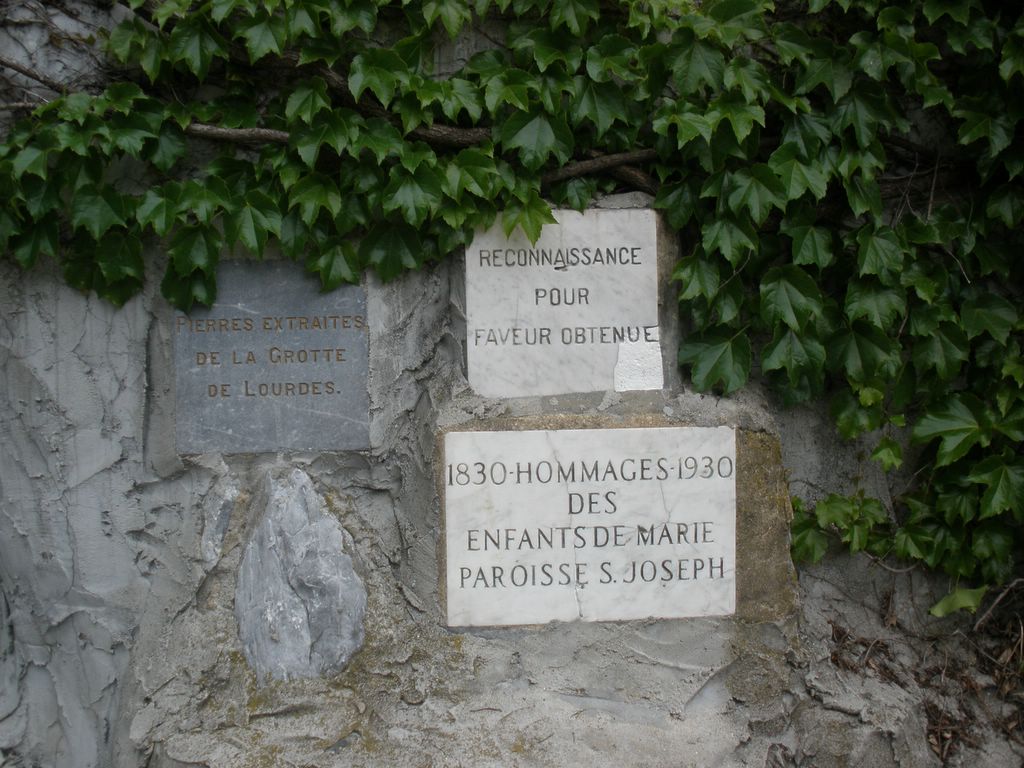 PIERRES EXTRAITES
DE LA GROTTE
DE LOURDES.
RECONNAISSANCE
POUR
FAVEUR OBTENUE
1830-HOMMAGES-1930
DES
ENFANTS DE MARIE
PAROISSE S. JOSEPH